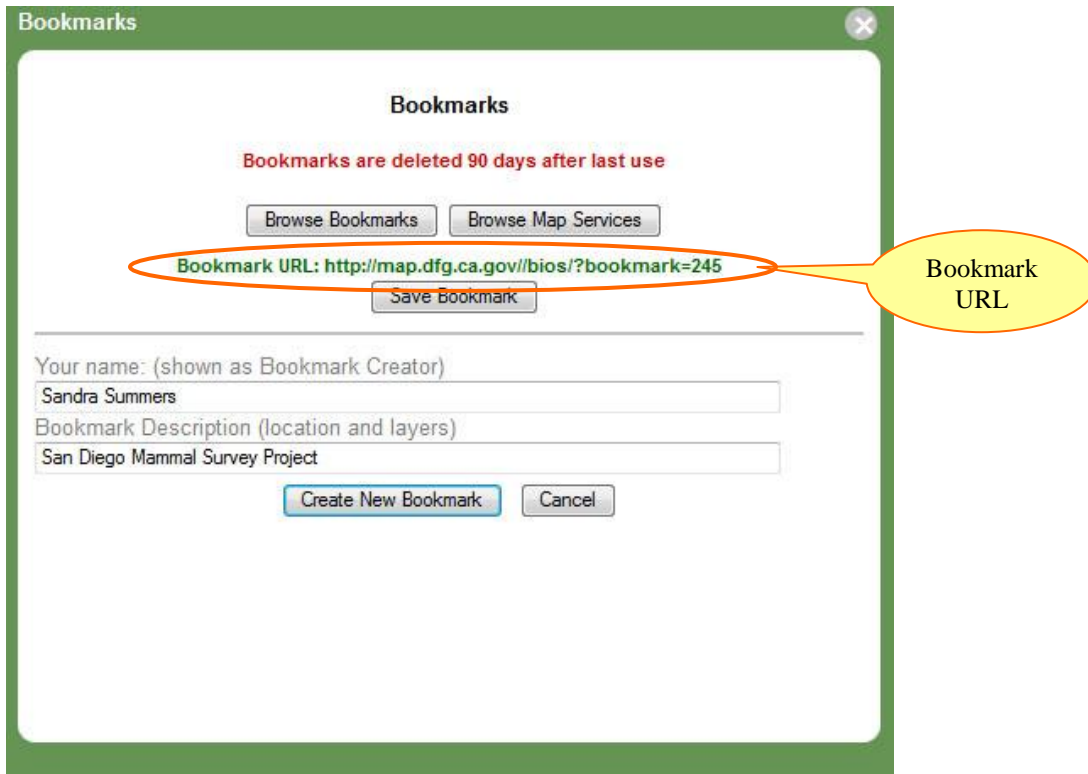 Bookmarks
Bookmarks
Bookmarks are deleted 90 days after last use
Browse Bookmarks Browse Map Services
Bookmark URL: http://map.dfg.ca.gov//bios/?bookmark=245
Save Bookmark
Bookmark
URL
Your name: (shown as Bookmark Creator)
Sandra Summers
Bookmark Description (location and layers)
San Diego Mammal Survey Project
Create New Bookmark Cancel